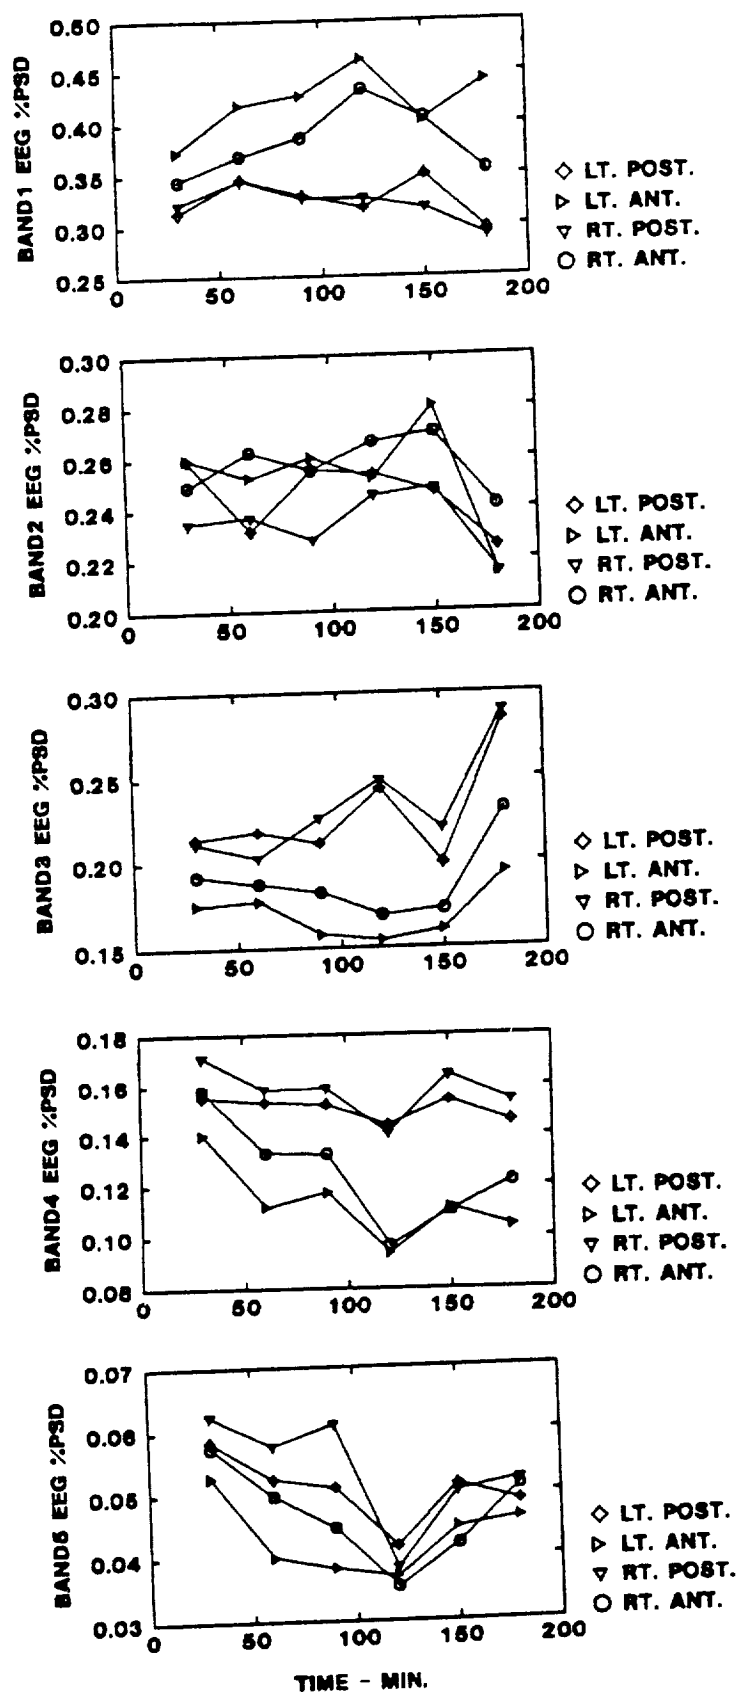 BAND1 EEG %PSD
0.50
0.45
0.40
0.35
0.30
0.25
0 50 100 150 200
◇ LT. POST.
▷ LT. ANT.
▽ RT. POST.
○ RT. ANT.
BAND2 EEG %PSD
0.30
0.28
0.26
0.24
0.22
0.20
0 50 100 150 200
◇ LT. POST.
▷ LT. ANT.
▽ RT. POST.
○ RT. ANT.
BAND3 EEG %PSD
0.30
0.25
0.20
0.15
0 50 100 150 200
◇ LT. POST.
▷ LT. ANT.
▽ RT. POST.
○ RT. ANT.
BAND4 EEG %PSD
0.18
0.16
0.14
0.12
0.10
0.08
0 50 100 150 200
◇ LT. POST.
▷ LT. ANT.
▽ RT. POST.
○ RT. ANT.
BAND5 EEG %PSD
0.07
0.06
0.05
0.04
0.03
0 50 100 150 200
◇ LT. POST.
▷ LT. ANT.
▽ RT. POST.
○ RT. ANT.
TIME - MIN.